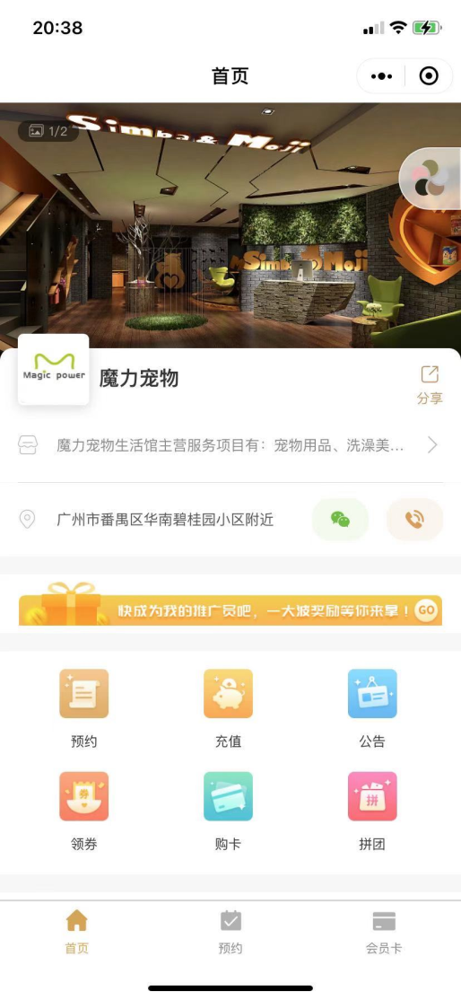 20:38
首页
1/2
Simba & Moji
Simba Moji
Magic power
魔力宠物
分享
魔力宠物生活馆主营服务项目有：宠物用品、洗澡美...
广州市番禺区华南碧桂园小区附近
快成为我的推广员吧，一大波奖励等你来拿！GO
预约
充值
公告
券
拼
领券
购卡
拼团
首页
预约
会员卡